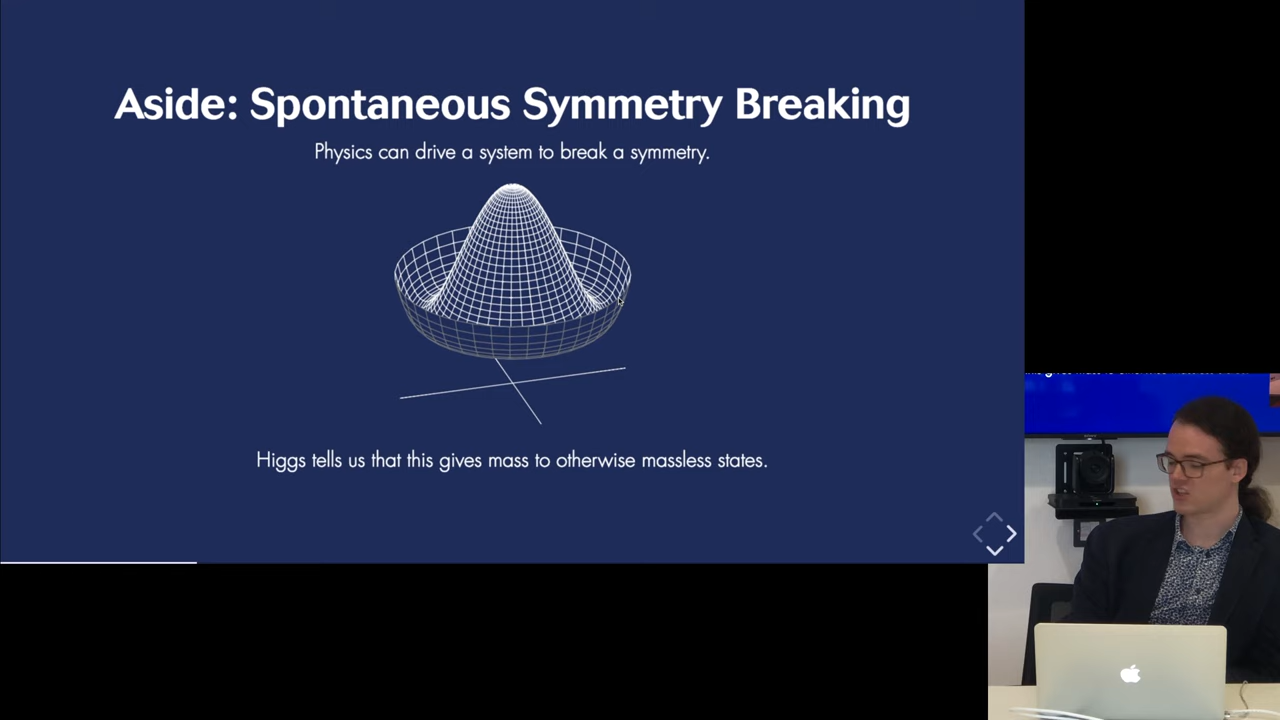 Aside: Spontaneous Symmetry Breaking
Physics can drive a system to break a symmetry.
Higgs tells us that this gives mass to otherwise massless states.